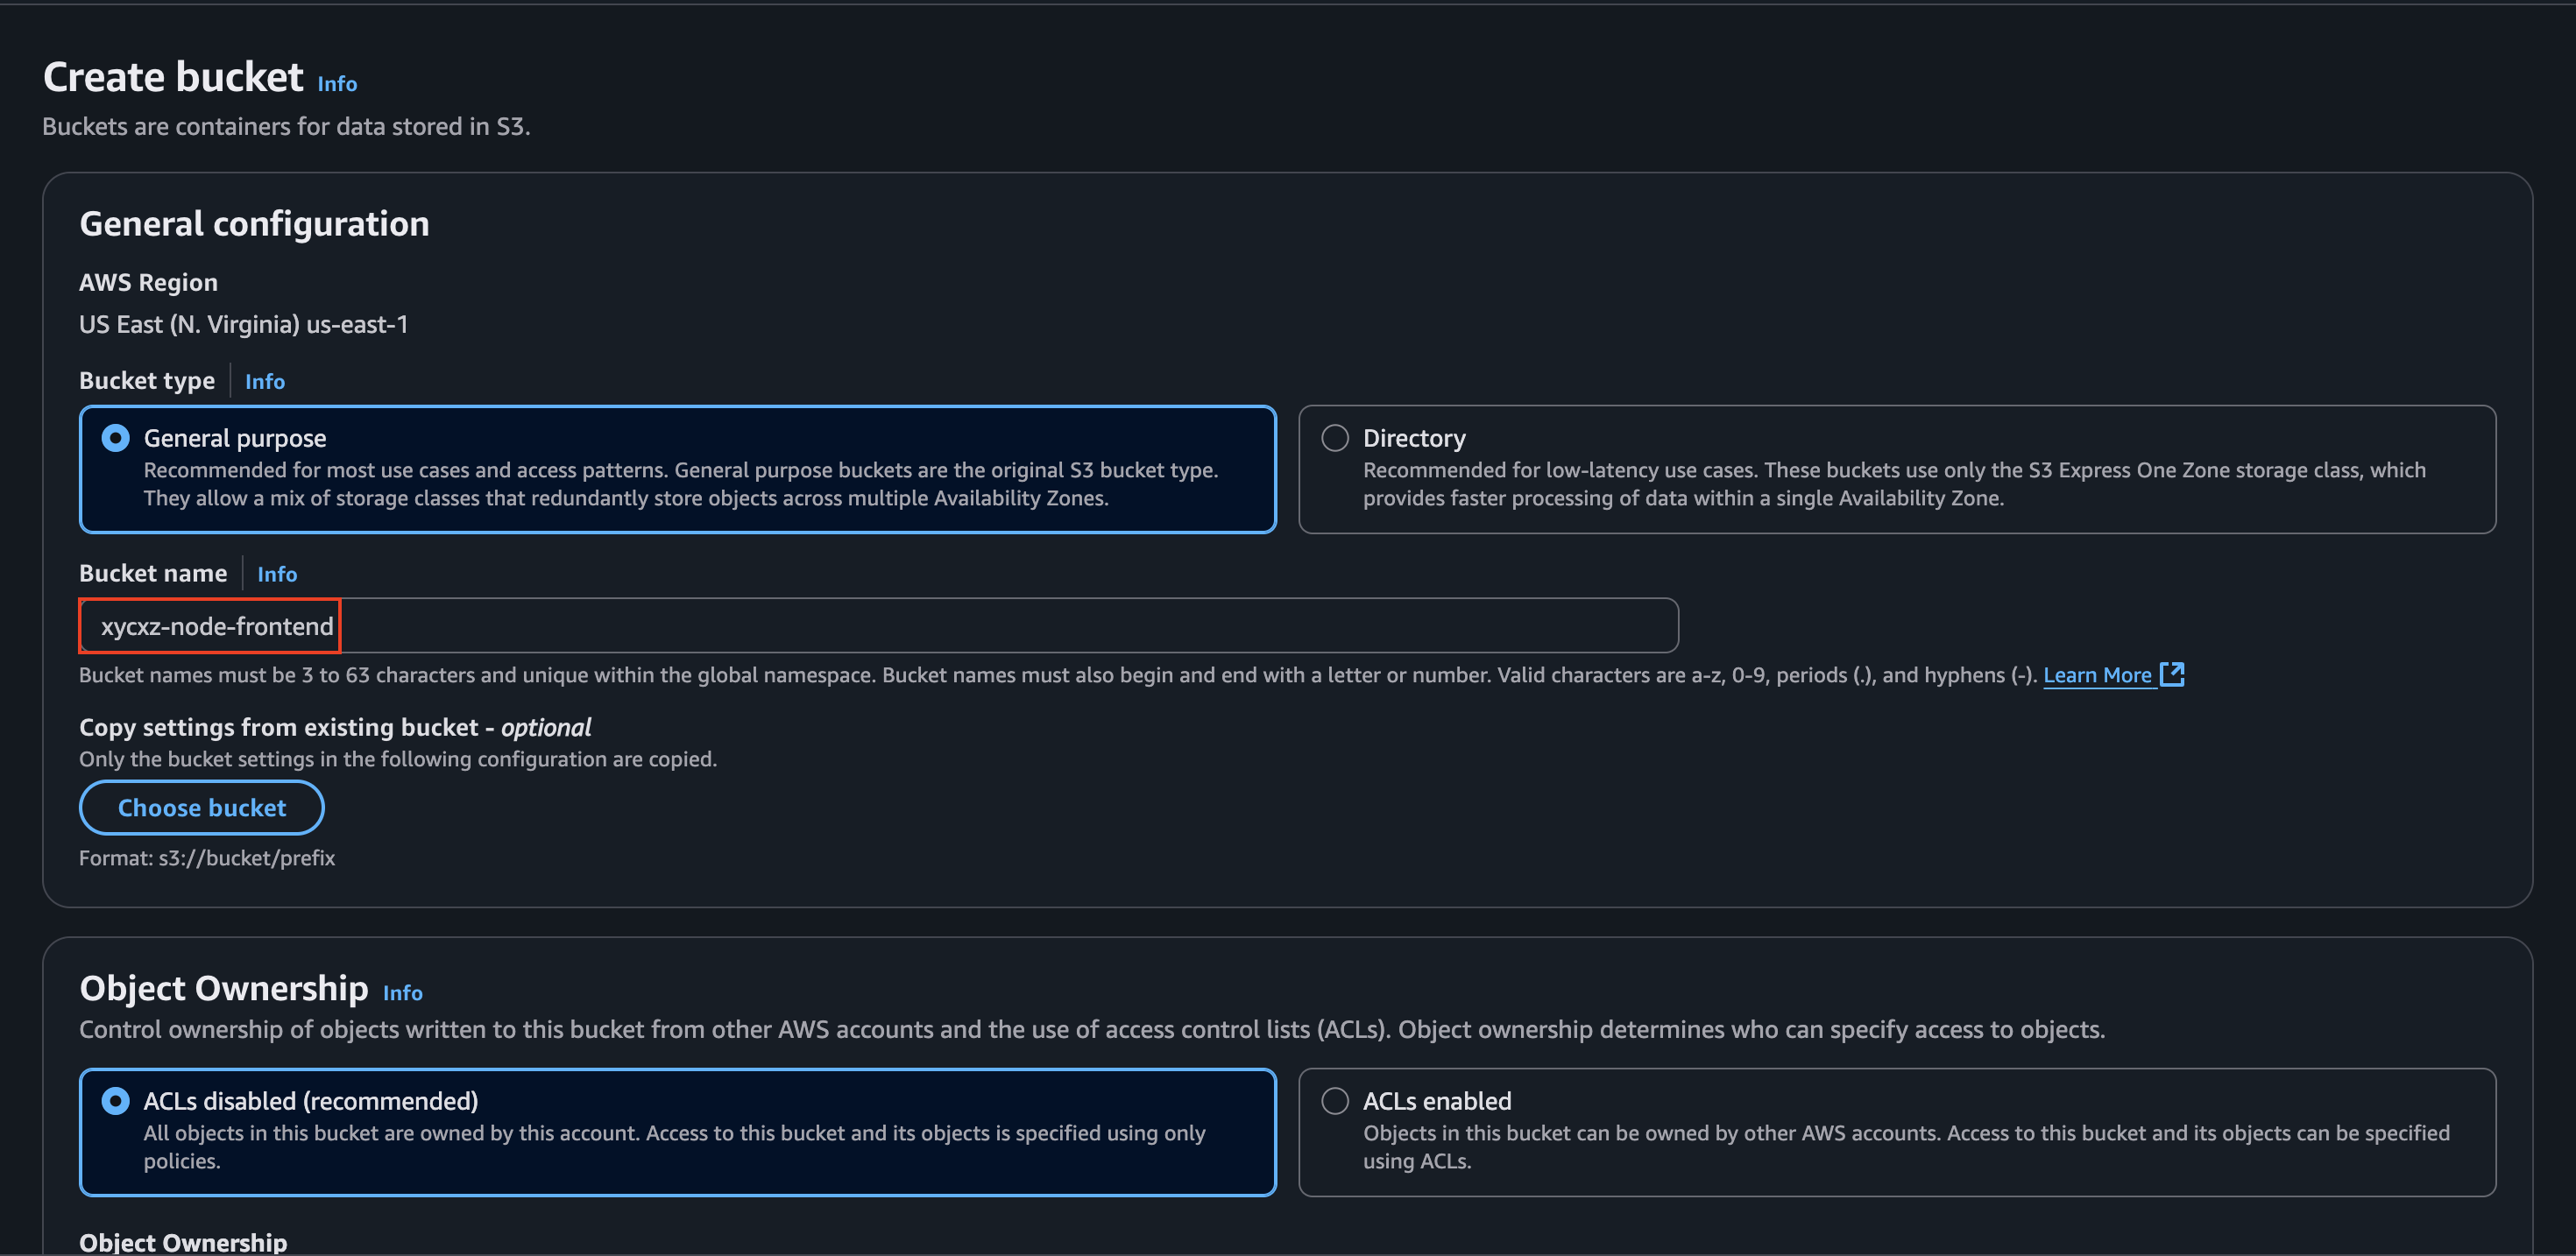 Create bucket Info
Buckets are containers for data stored in S3.
General configuration
AWS Region
US East (N. Virginia) us-east-1
Bucket type Info
General purpose
Recommended for most use cases and access patterns. General purpose buckets are the original S3 bucket type.
They allow a mix of storage classes that redundantly store objects across multiple Availability Zones.
Directory
Recommended for low-latency use cases. These buckets use only the S3 Express One Zone storage class, which
provides faster processing of data within a single Availability Zone.
Bucket name Info
xycxz-node-frontend
Bucket names must be 3 to 63 characters and unique within the global namespace. Bucket names must also begin and end with a letter or number. Valid characters are a-z, 0-9, periods (.), and hyphens (-). Learn More
Copy settings from existing bucket - optional
Only the bucket settings in the following configuration are copied.
Choose bucket
Format: s3://bucket/prefix
Object Ownership Info
Control ownership of objects written to this bucket from other AWS accounts and the use of access control lists (ACLs). Object ownership determines who can specify access to objects.
ACLs disabled (recommended)
All objects in this bucket are owned by this account. Access to this bucket and its objects is specified using only
policies.
ACLs enabled
Objects in this bucket can be owned by other AWS accounts. Access to this bucket and its objects can be specified
using ACLs.
Object Ownership